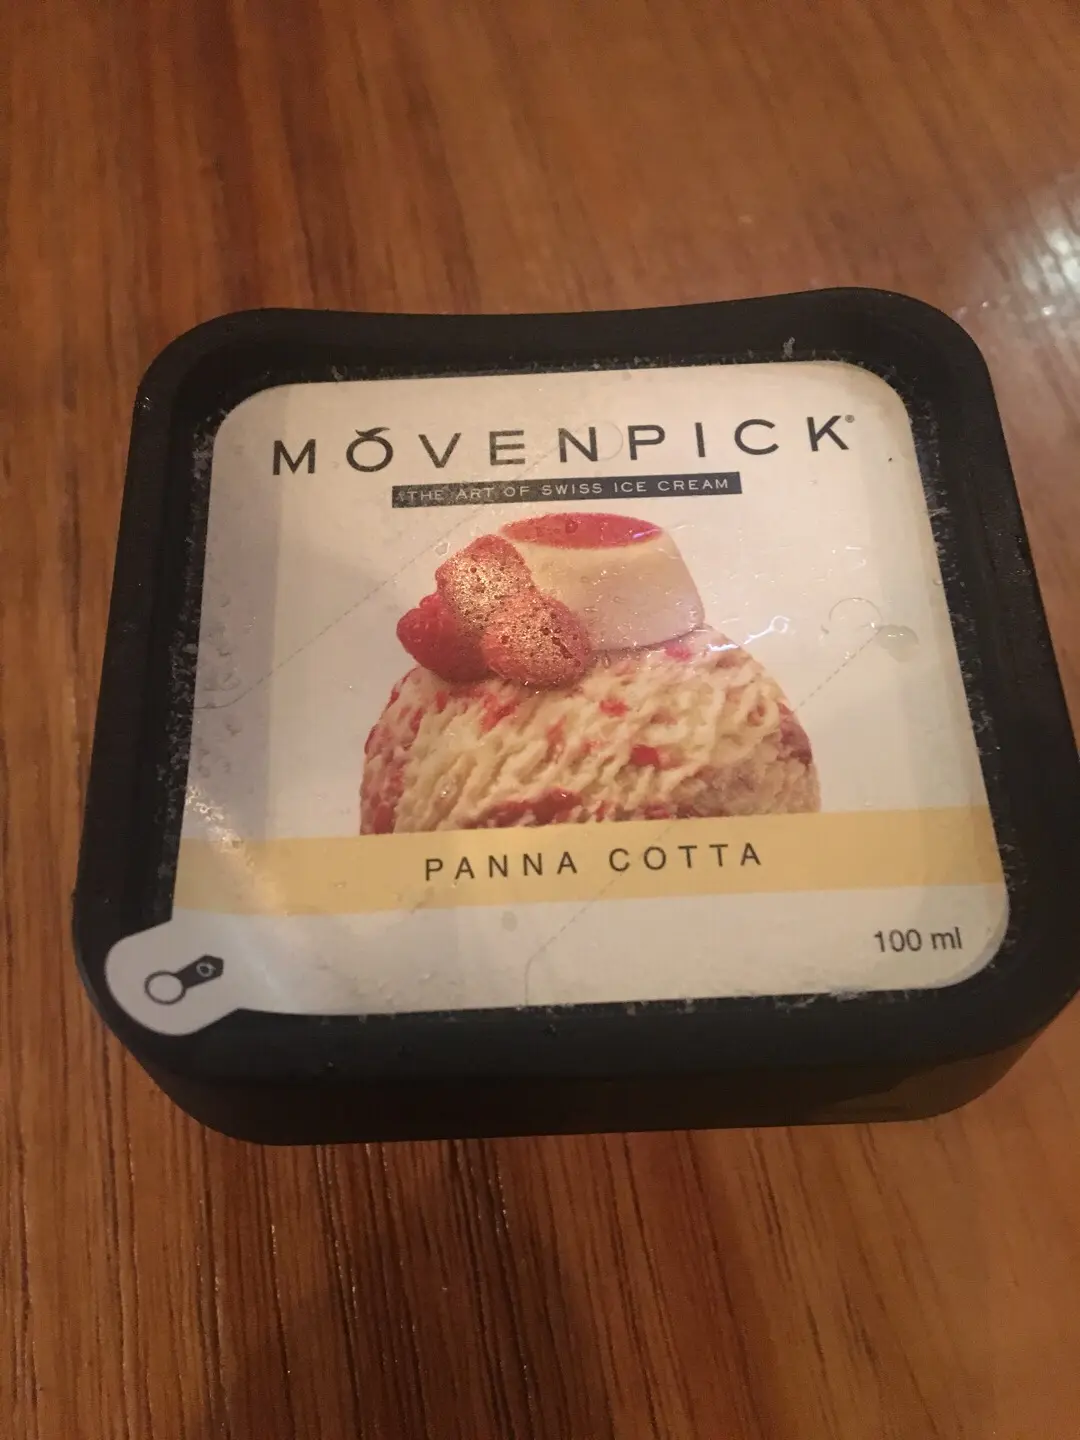 MÖVENPICK®
THE ART OF SWISS ICE CREAM
PANNA COTTA
100 ml